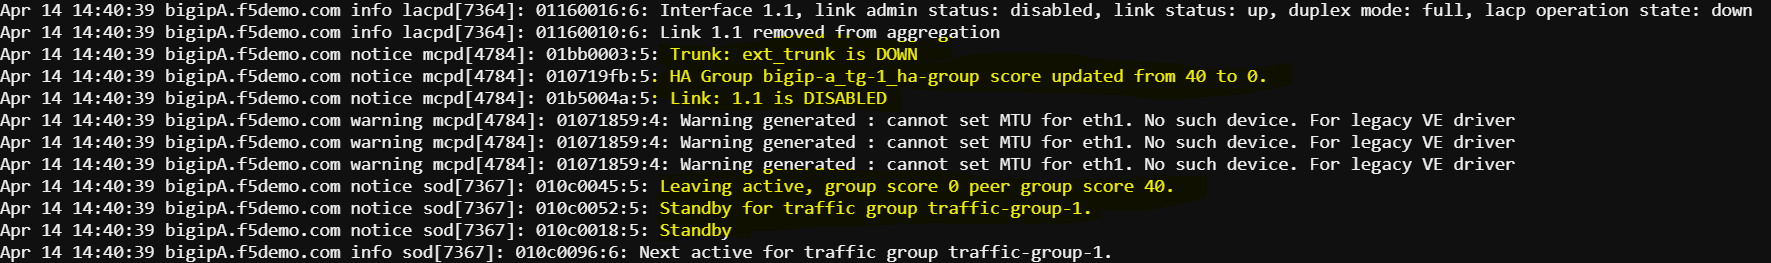 Apr 14 14:40:39 bigipA.f5demo.com info lacpd[7364]: 01160016:6: Interface 1.1, link admin status: disabled, link status: up, duplex mode: full, lacp operation state: down
Apr 14 14:40:39 bigipA.f5demo.com info lacpd[7364]: 01160010:6: Link 1.1 removed from aggregation
Apr 14 14:40:39 bigipA.f5demo.com notice mcpd[4784]: 01bb0003:5: Trunk: ext_trunk is DOWN
Apr 14 14:40:39 bigipA.f5demo.com notice mcpd[4784]: 010719fb:5: HA Group bigip-a_tg-1_ha-group score updated from 40 to 0.
Apr 14 14:40:39 bigipA.f5demo.com notice mcpd[4784]: 01b5004a:5: Link: 1.1 is DISABLED
Apr 14 14:40:39 bigipA.f5demo.com warning mcpd[4784]: 01071859:4: Warning generated : cannot set MTU for eth1. No such device. For legacy VE driver
Apr 14 14:40:39 bigipA.f5demo.com warning mcpd[4784]: 01071859:4: Warning generated : cannot set MTU for eth1. No such device. For legacy VE driver
Apr 14 14:40:39 bigipA.f5demo.com warning mcpd[4784]: 01071859:4: Warning generated : cannot set MTU for eth1. No such device. For legacy VE driver
Apr 14 14:40:39 bigipA.f5demo.com notice sod[7367]: 010c0045:5: Leaving active, group score 0 peer group score 40.
Apr 14 14:40:39 bigipA.f5demo.com notice sod[7367]: 010c0052:5: Standby for traffic group traffic-group-1.
Apr 14 14:40:39 bigipA.f5demo.com notice sod[7367]: 010c0018:5: Standby
Apr 14 14:40:39 bigipA.f5demo.com info sod[7367]: 010c0096:6: Next active for traffic group traffic-group-1.